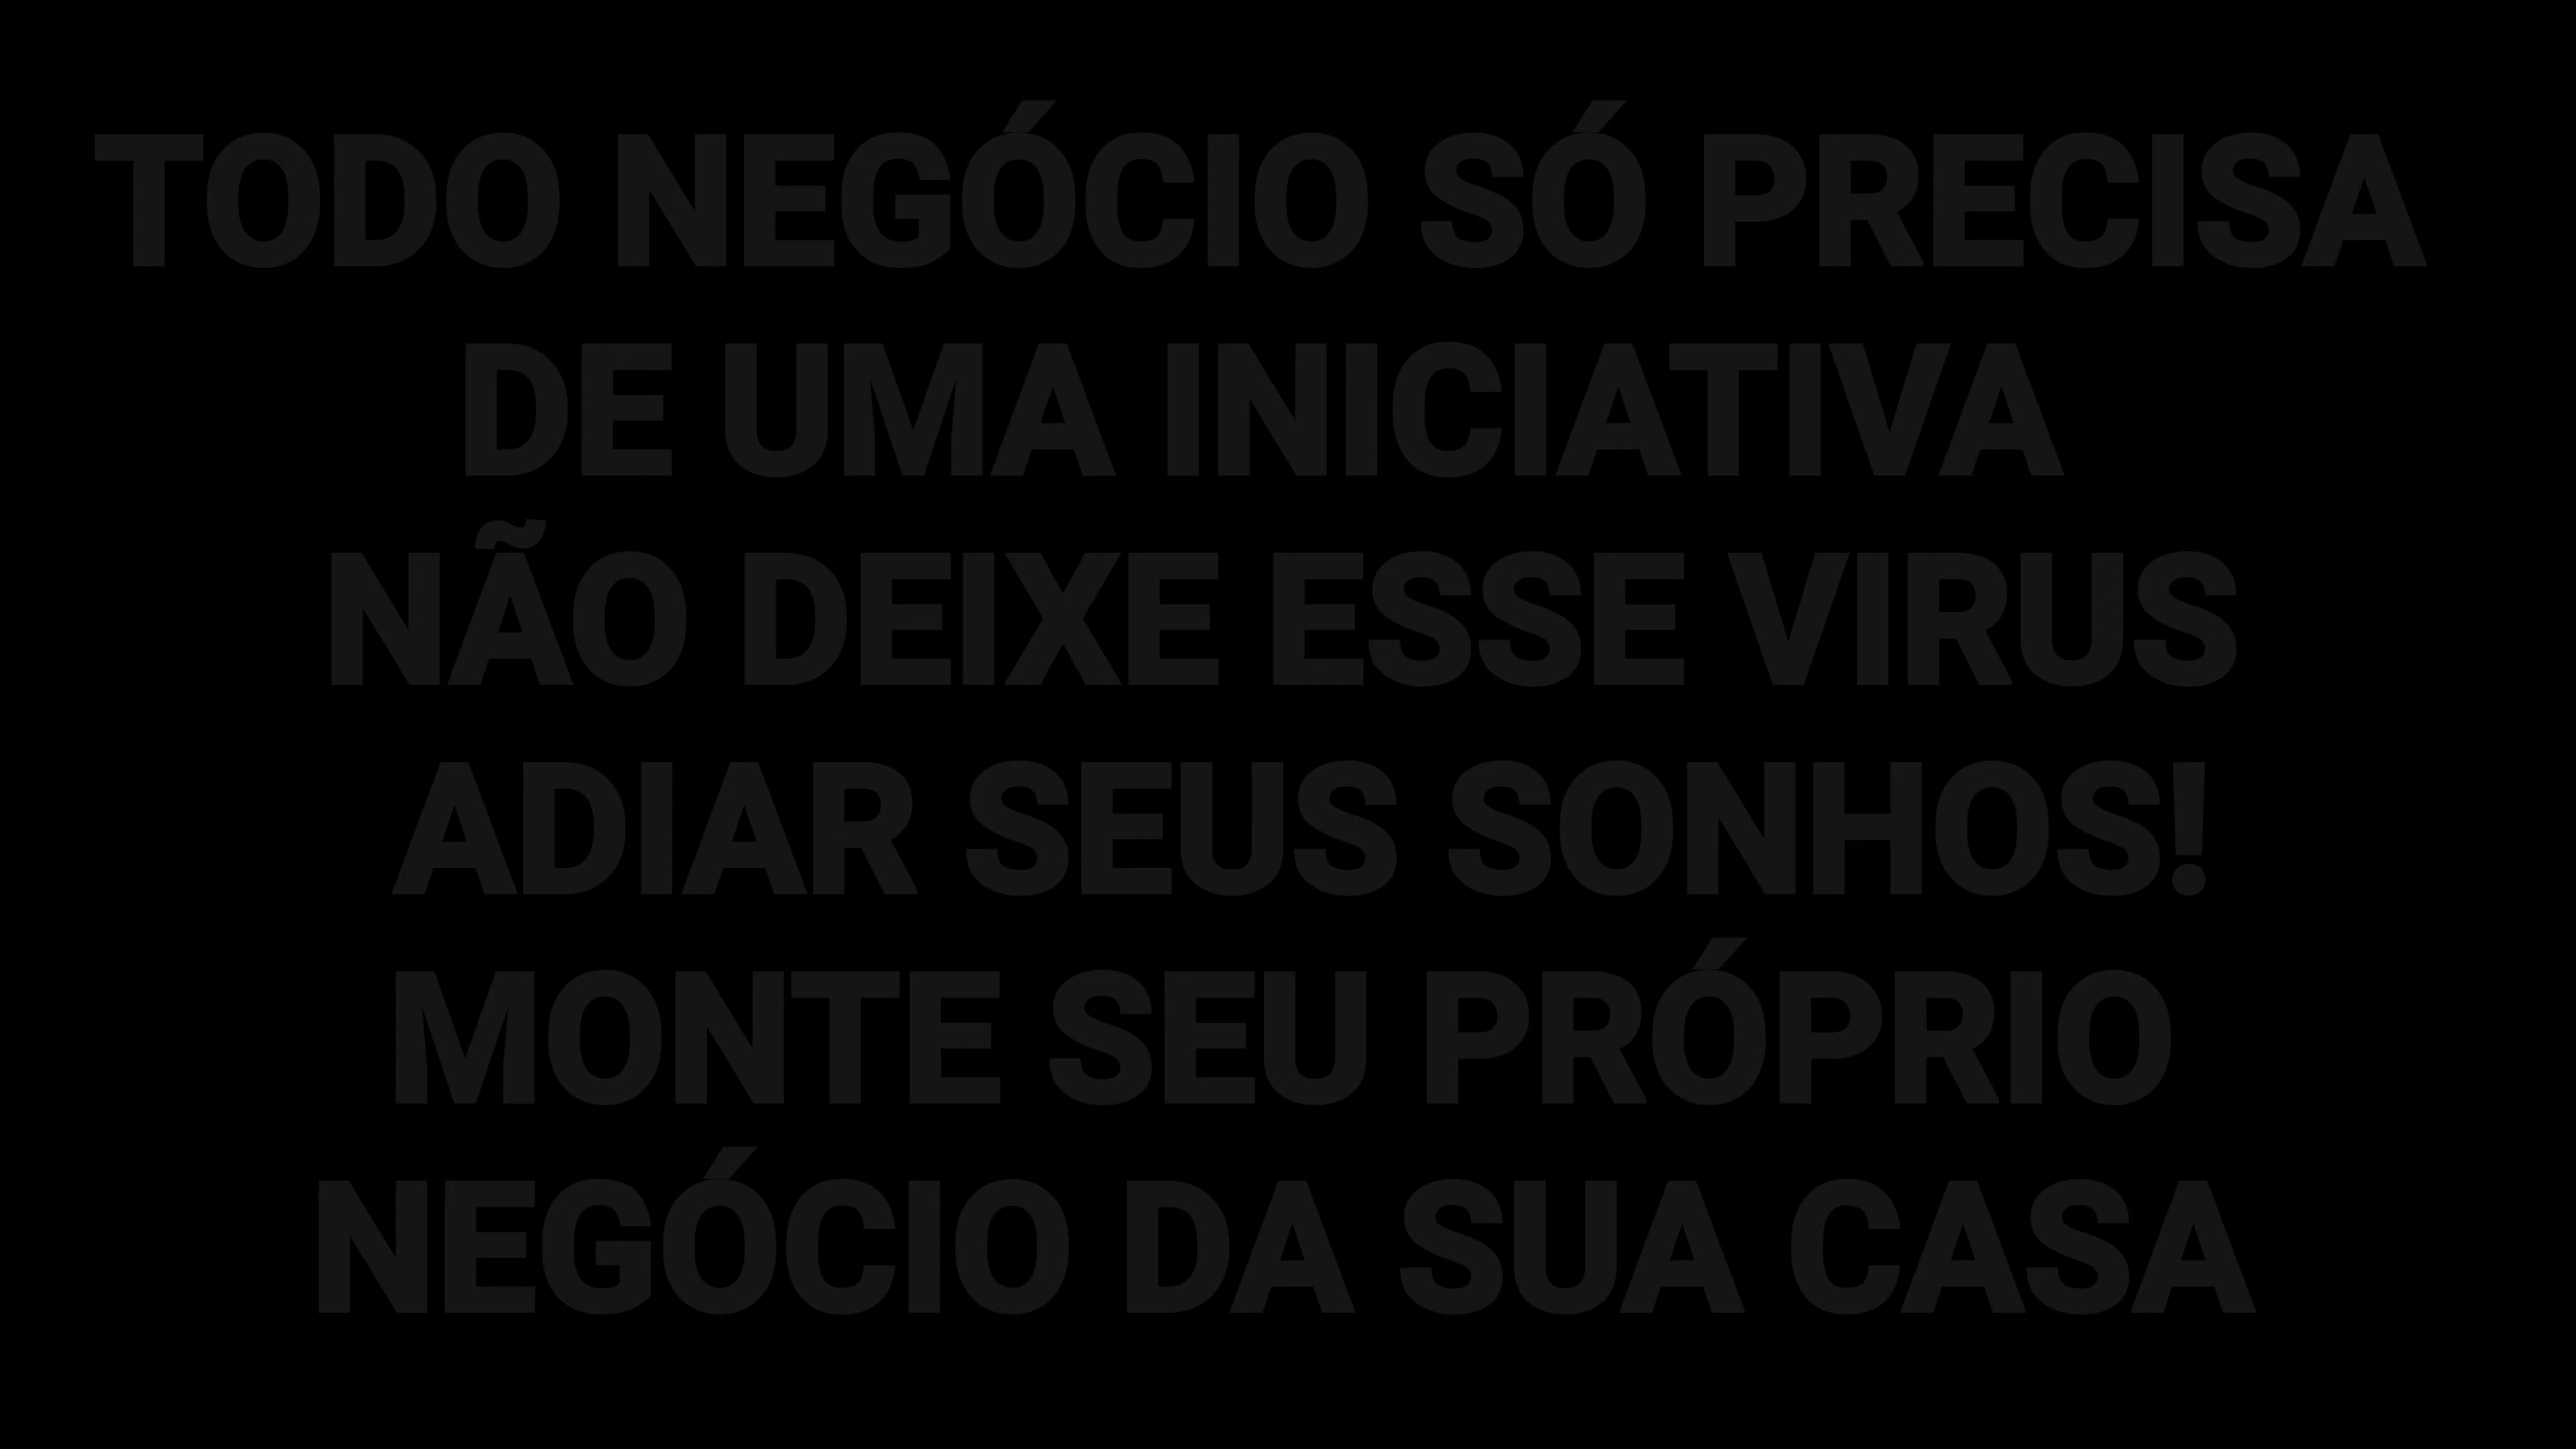 TODO NEGÓCIO SÓ PRECISA
DE UMA INICIATIVA
NÃO DEIXE ESSE VIRUS
ADIAR SEUS SONHOS!
MONTE SEU PRÓPRIO
NEGÓCIO DA SUA CASA